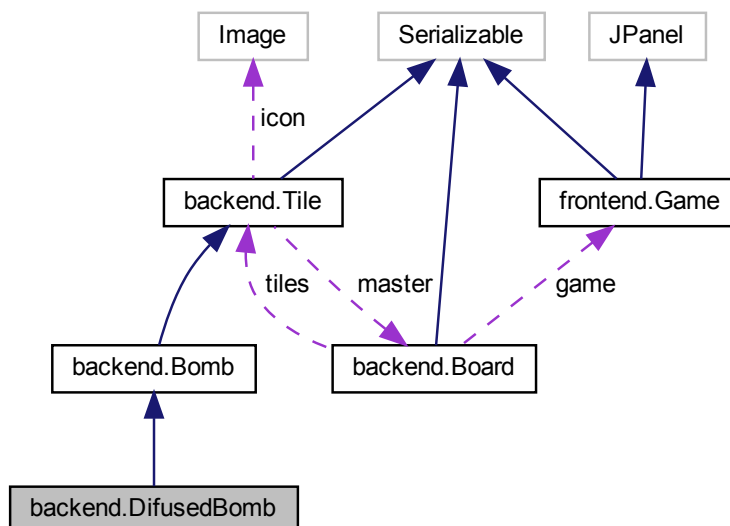 Image
Serializable
JPanel
icon
backend.Tile
frontend.Game
tiles
master
game
backend.Bomb
backend.Board
backend.DifusedBomb